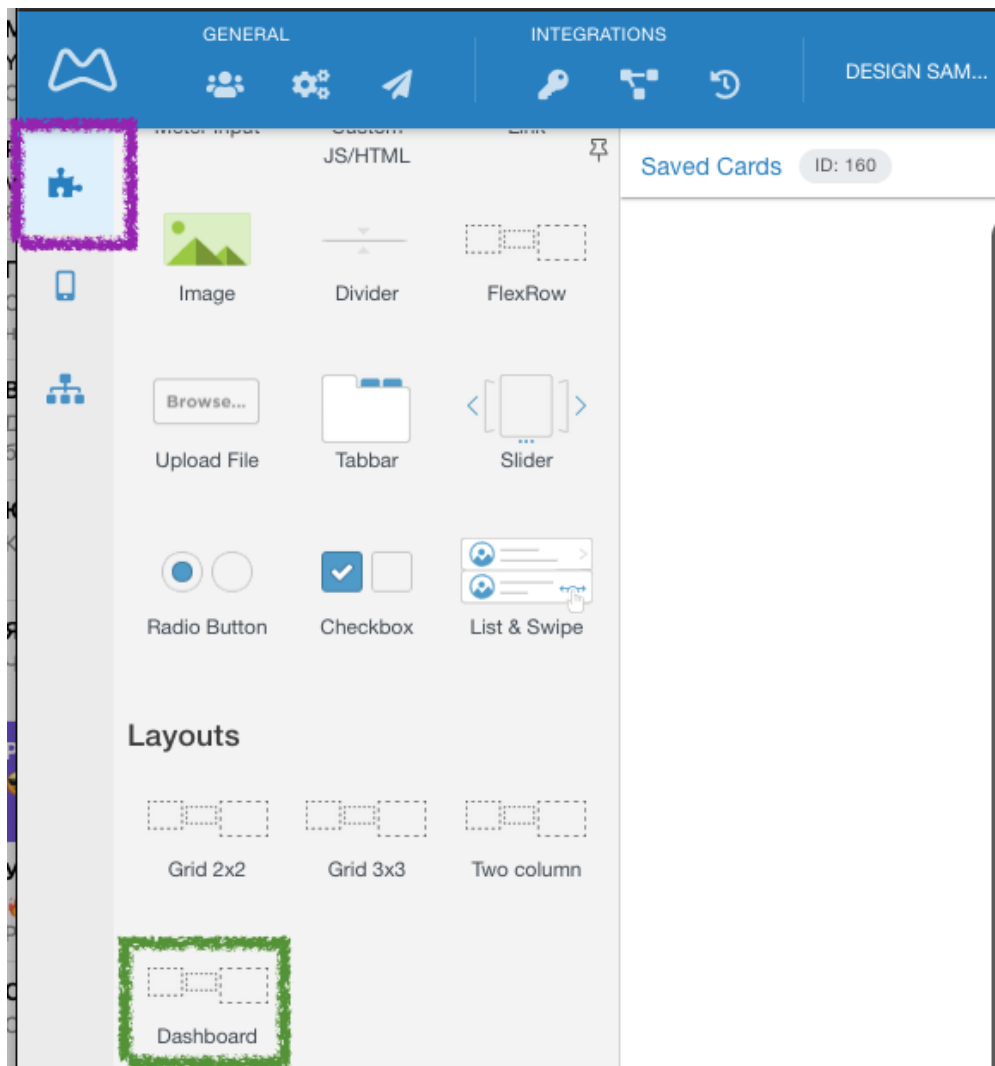 GENERAL
INTEGRATIONS
DESIGN SAM...
JS/HTML
Saved Cards
ID: 160
Image
Divider
FlexRow
Browse...
Upload File
Tabbar
Slider
Radio Button
Checkbox
List & Swipe
Layouts
Grid 2x2
Grid 3x3
Two column
Dashboard